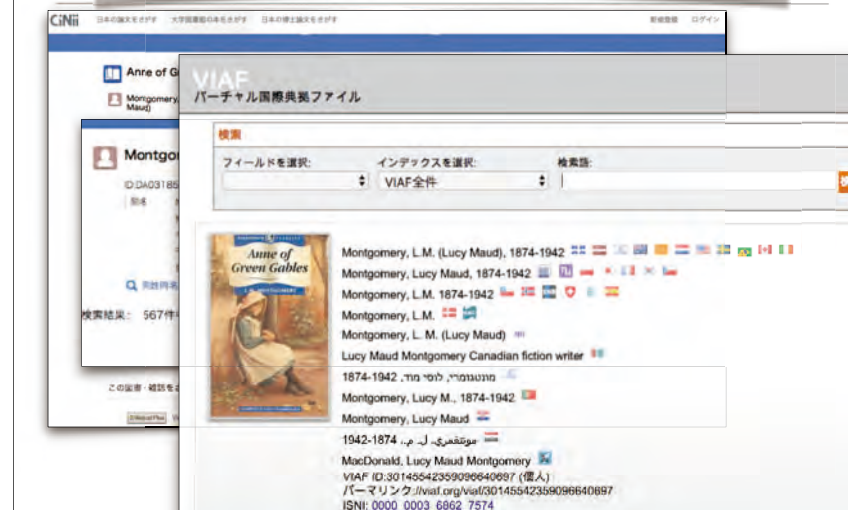 CiNii 日本の論文をさがす 大学図書館の本をさがす 日本の博士論文をさがす 新規登録 ログイン
Anne of G
Montgomery,
Maud)
Montgo
ID:DA03185
別名
同姓同名
検索結果: 567件
この図書・雑誌をさ
VIAF
バーチャル国際典拠ファイル
検索
フィールドを選択: インデックスを選択: 検索語:
VIAF全件
Anne of
Green Gables
L.M. MONTGOMERY
Montgomery, L.M. (Lucy Maud), 1874-1942
Montgomery, Lucy Maud, 1874-1942
Montgomery, L.M. 1874-1942
Montgomery, L.M.
Montgomery, L. M. (Lucy Maud)
Lucy Maud Montgomery Canadian fiction writer
מונטגומרי, לוסי מוד, 1874-1942
Montgomery, Lucy M., 1874-1942
Montgomery, Lucy Maud
مونتغمري، ل. م.، 1874-1942
MacDonald, Lucy Maud Montgomery
VIAF ID:30145542359096640697 (個人)
パーマリンク://viaf.org/viaf/30145542359096640697
ISNI: 0000 0003 6862 7574